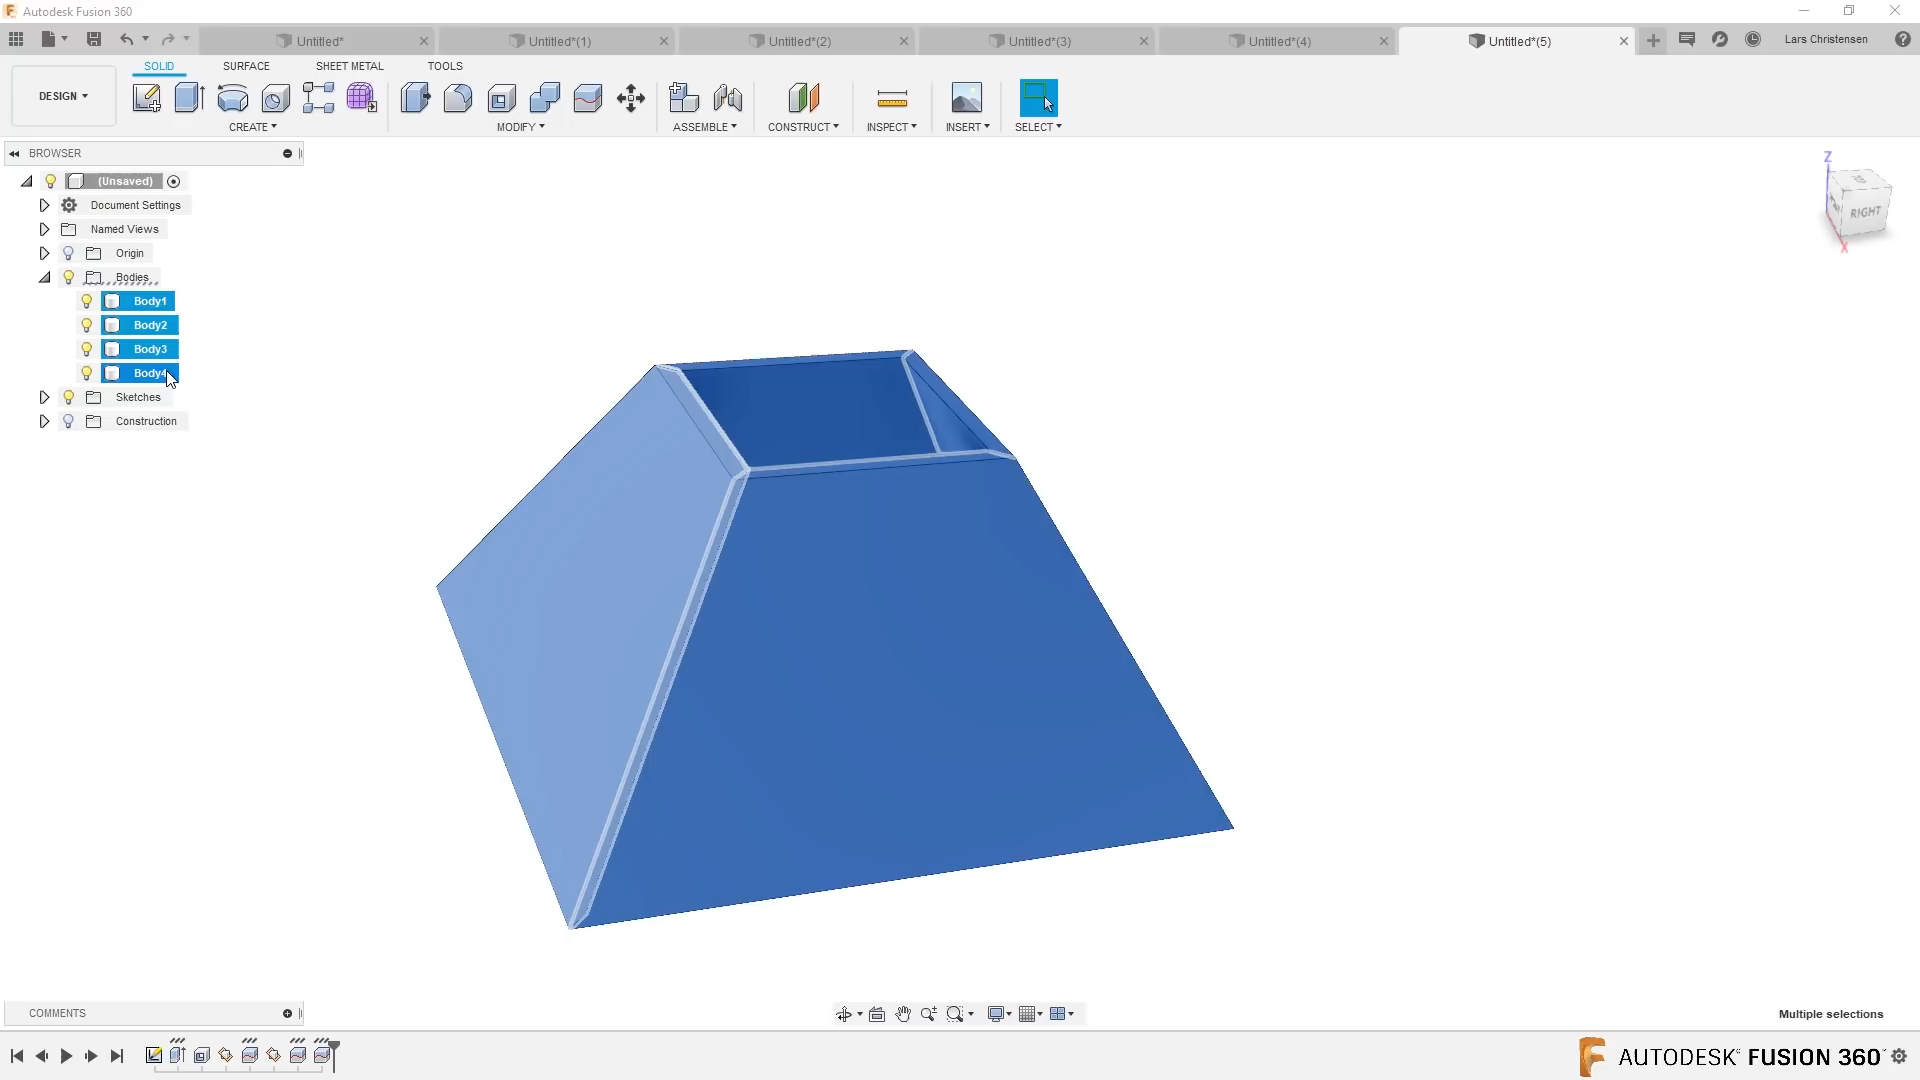 Autodesk Fusion 360
Untitled*
Untitled*(1)
Untitled*(2)
Untitled*(3)
Untitled*(4)
Untitled*(5)
Lars Christensen
SOLID SURFACE SHEET METAL TOOLS
DESIGN
CREATE MODIFY ASSEMBLE CONSTRUCT INSPECT INSERT SELECT
BROWSER
(Unsaved)
Document Settings
Named Views
Origin
Bodies
Body1
Body2
Body3
Body4
Sketches
Construction
Z
RIGHT
X
COMMENTS
Multiple selections
AUTODESK FUSION 360